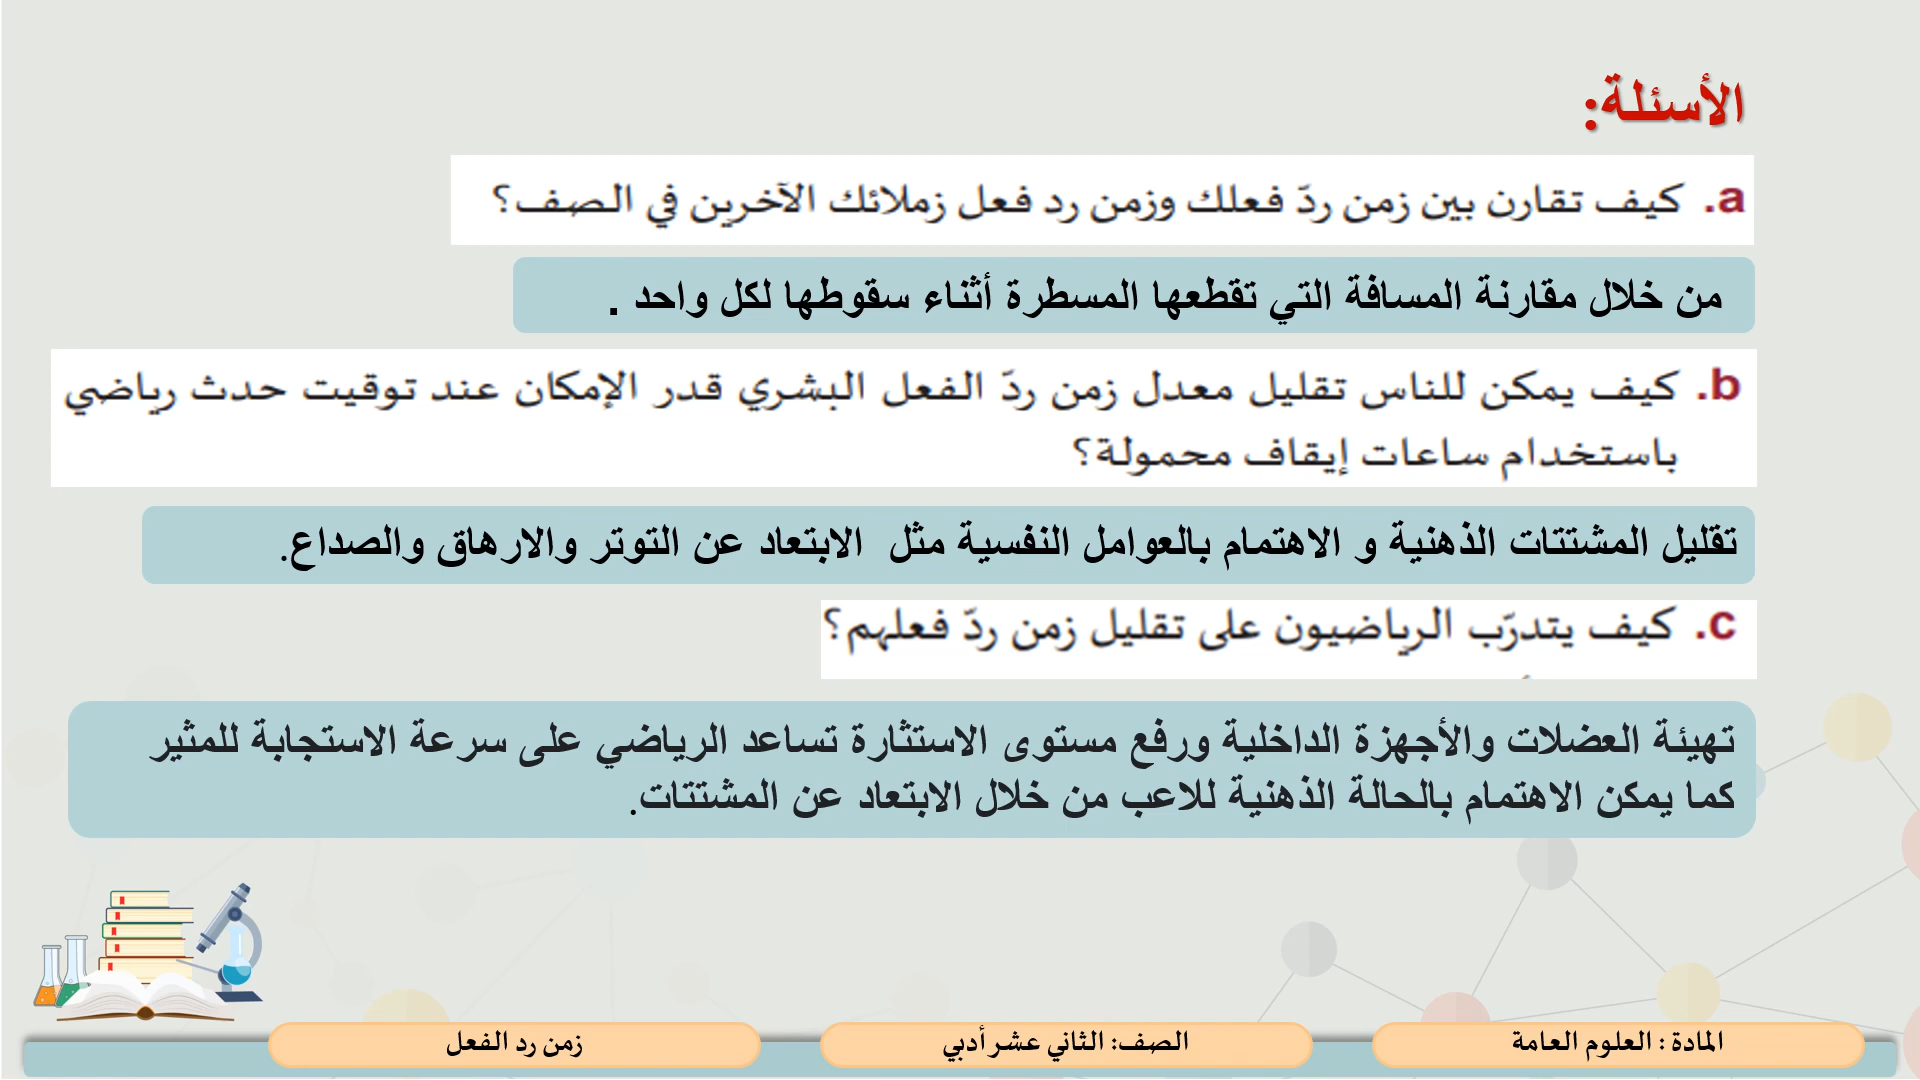 الأسئلة:
a. كيف تقارن بين زمن ردّ فعلك وزمن رد فعل زملائك الآخرين في الصف؟
من خلال مقارنة المسافة التي تقطعها المسطرة أثناء سقوطها لكل واحد .
b. كيف يمكن للناس تقليل معدل زمن ردّ الفعل البشري قدر الإمكان عند توقيت حدث رياضي
باستخدام ساعات إيقاف محمولة؟
تقليل المشتتات الذهنية و الاهتمام بالعوامل النفسية مثل الابتعاد عن التوتر والارهاق والصداع.
c. كيف يتدرّب الرياضيون على تقليل زمن ردّ فعلهم؟
تهيئة العضلات والأجهزة الداخلية ورفع مستوى الاستثارة تساعد الرياضي على سرعة الاستجابة للمثير
كما يمكن الاهتمام بالحالة الذهنية للاعب من خلال الابتعاد عن المشتتات.
المادة : العلوم العامة
الصف: الثاني عشر أدبي
زمن رد الفعل